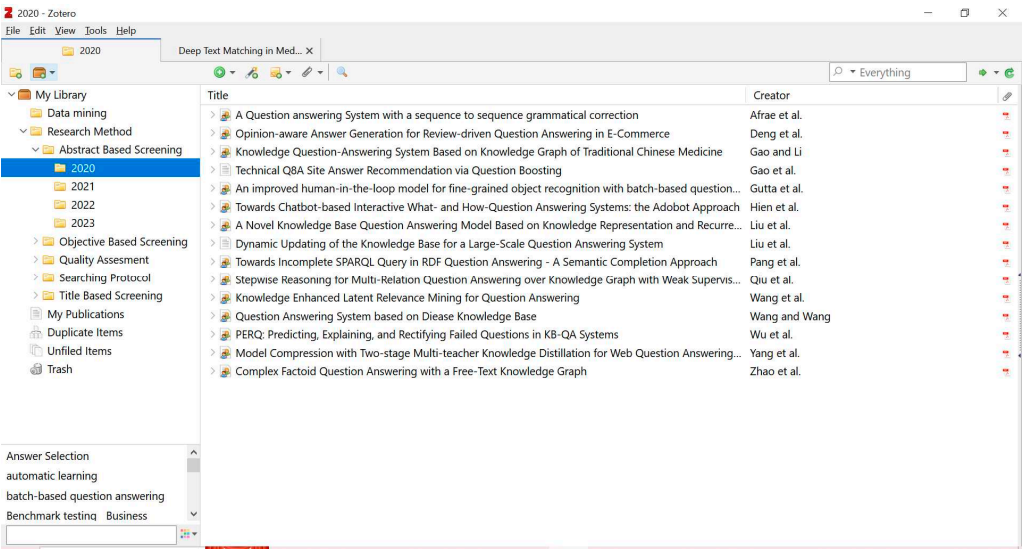 Z 2020 - Zotero
File Edit View Tools Help
2020 Deep Text Matching in Med... X
Everything
My Library
Data mining
Research Method
Abstract Based Screening
2020
2021
2022
2023
Objective Based Screening
Quality Assesment
Searching Protocol
Title Based Screening
My Publications
Duplicate Items
Unfiled Items
Trash
Answer Selection
automatic learning
batch-based question answering
Benchmark testing Business
Title Creator
A Question answering System with a sequence to sequence grammatical correction Afrae et al.
Opinion-aware Answer Generation for Review-driven Question Answering in E-Commerce Deng et al.
Knowledge Question-Answering System Based on Knowledge Graph of Traditional Chinese Medicine Gao and Li
Technical Q8A Site Answer Recommendation via Question Boosting Gao et al.
An improved human-in-the-loop model for fine-grained object recognition with batch-based question... Gutta et al.
Towards Chatbot-based Interactive What- and How-Question Answering Systems: the Adobot Approach Hien et al.
A Novel Knowledge Base Question Answering Model Based on Knowledge Representation and Recurre... Liu et al.
Dynamic Updating of the Knowledge Base for a Large-Scale Question Answering System Liu et al.
Towards Incomplete SPARQL Query in RDF Question Answering - A Semantic Completion Approach Pang et al.
Stepwise Reasoning for Multi-Relation Question Answering over Knowledge Graph with Weak Supervis... Qiu et al.
Knowledge Enhanced Latent Relevance Mining for Question Answering Wang et al.
Question Answering System based on Diease Knowledge Base Wang and Wang
PERQ: Predicting, Explaining, and Rectifying Failed Questions in KB-QA Systems Wu et al.
Model Compression with Two-stage Multi-teacher Knowledge Distillation for Web Question Answering... Yang et al.
Complex Factoid Question Answering with a Free-Text Knowledge Graph Zhao et al.